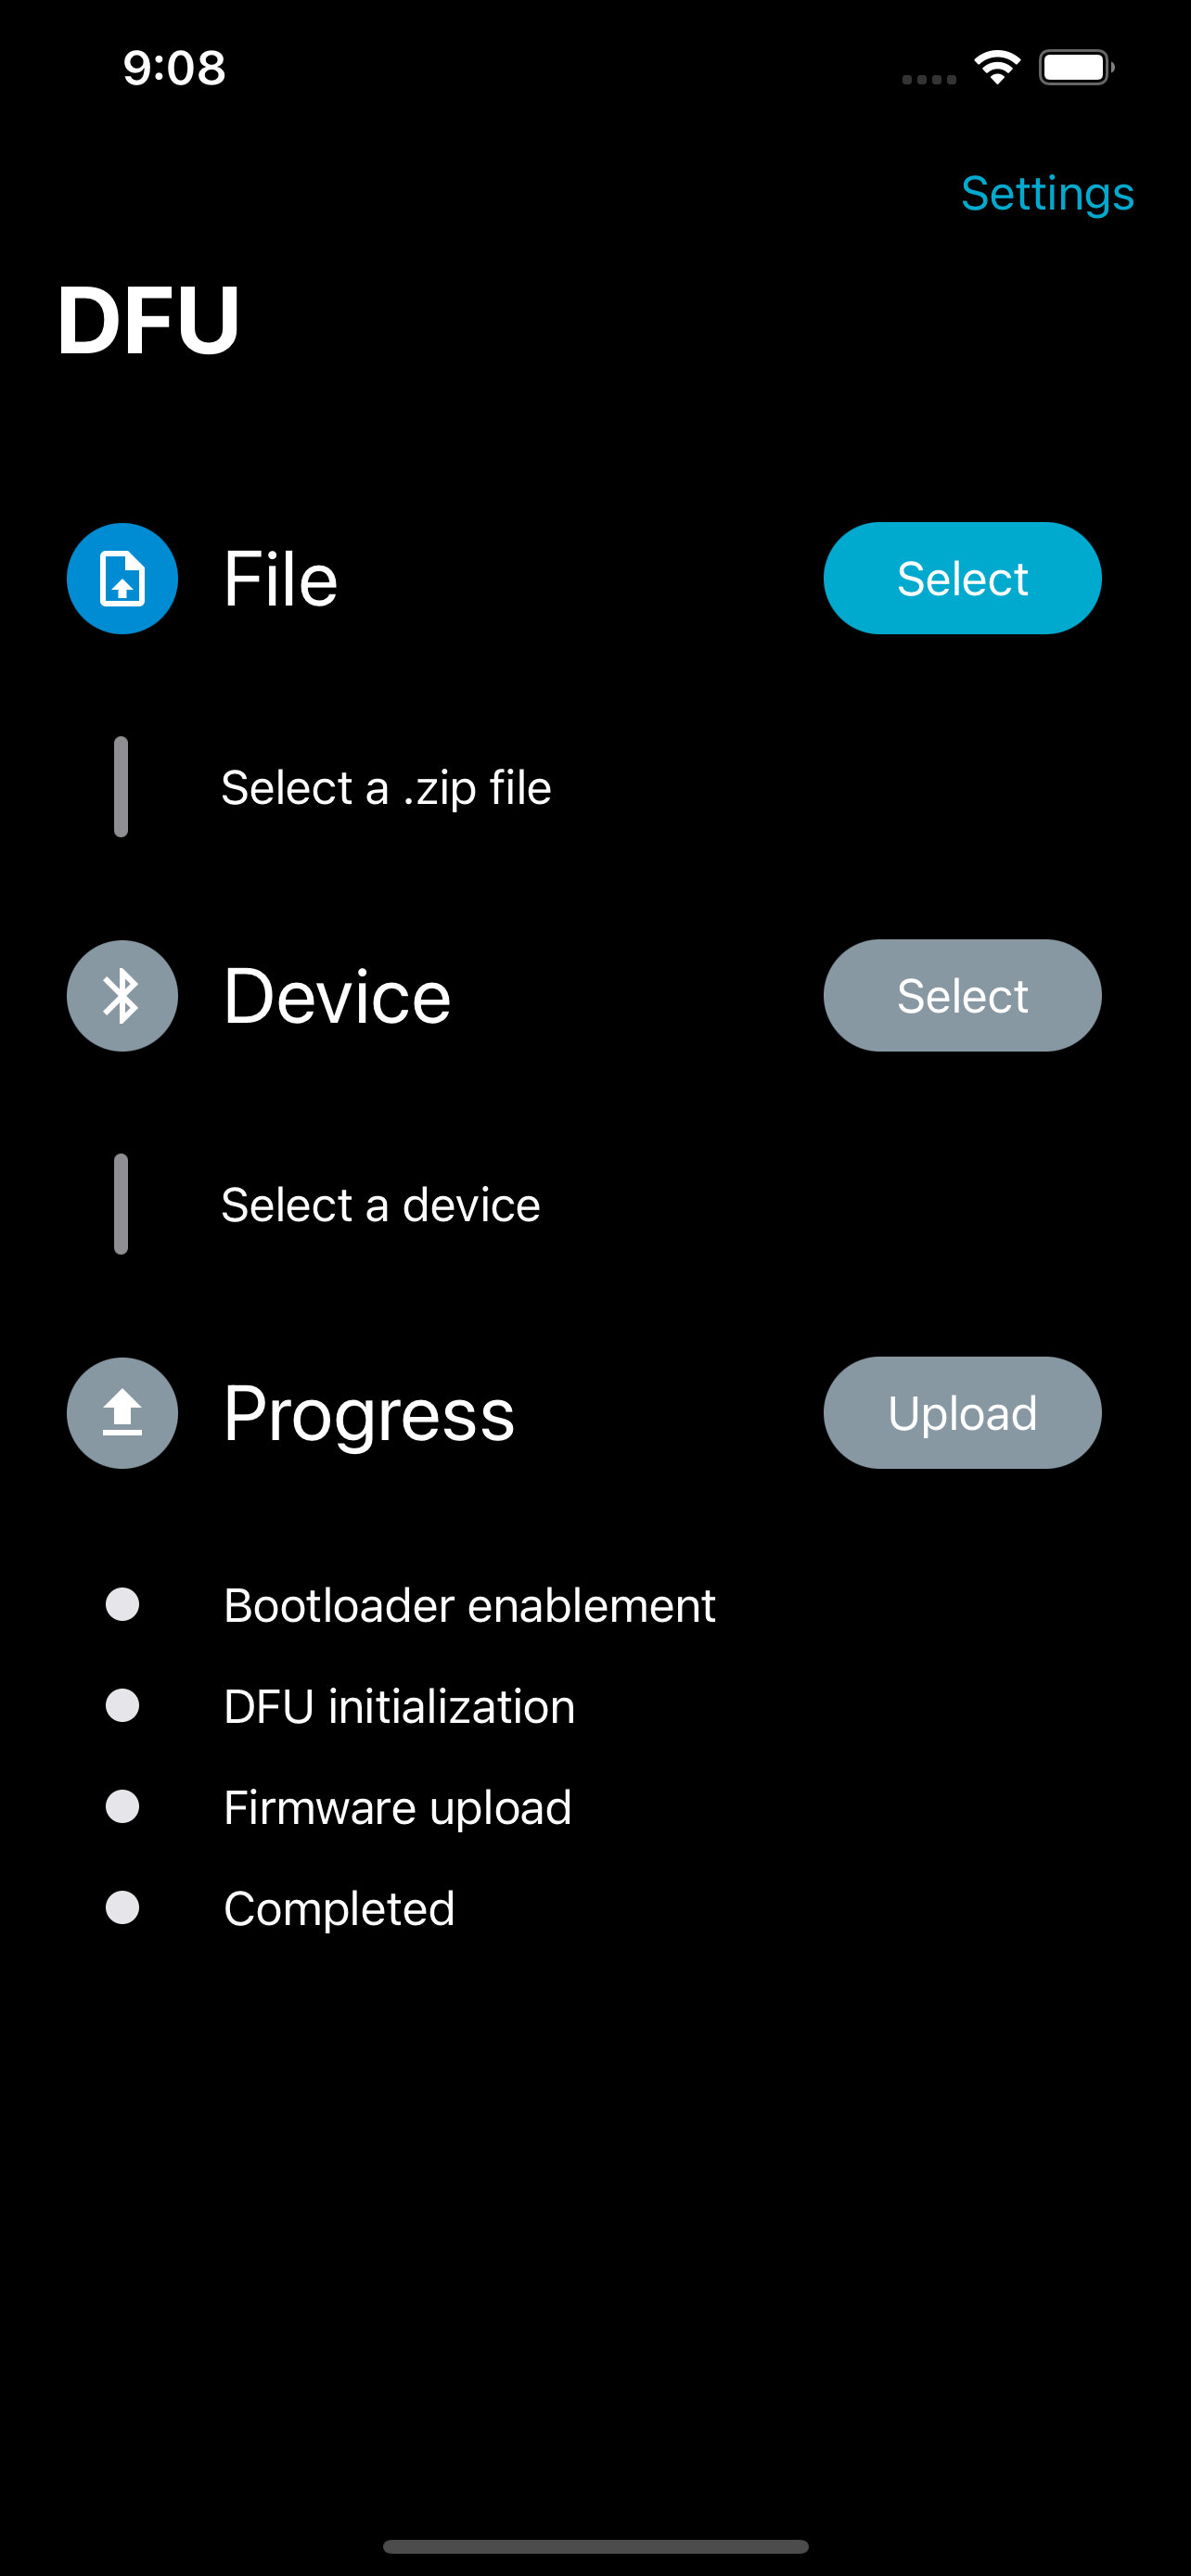 9:08
Settings
DFU
File
Select
Select a .zip file
Device
Select
Select a device
Progress
Upload
Bootloader enablement
DFU initialization
Firmware upload
Completed